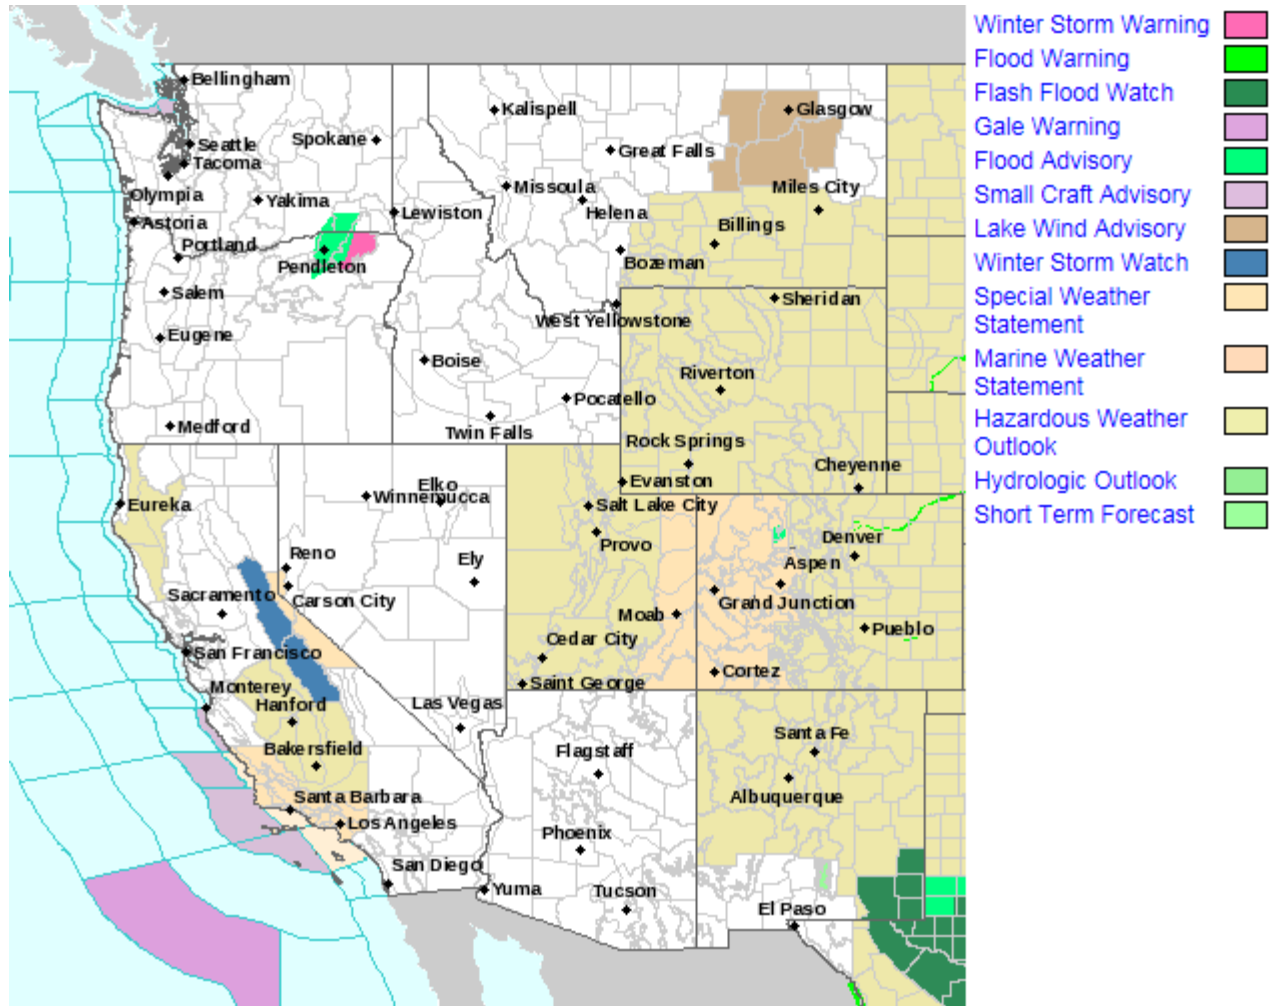 Winter Storm Warning
Flood Warning
Flash Flood Watch
Gale Warning
Flood Advisory
Small Craft Advisory
Lake Wind Advisory
Winter Storm Watch
Special Weather
Statement
Marine Weather
Statement
Hazardous Weather
Outlook
Hydrologic Outlook
Short Term Forecast
Bellingham
Kalispell
Glasgow
Spokane
Seattle
Great Falls
Tacoma
Olympia
Missoula
Miles City
Yakima
Helena
Astoria
Lewiston
Billings
Portland
Pendleton
Bozeman
Salem
Sheridan
West Yellowstone
Eugene
Boise
Riverton
Pocatello
Medford
Twin Falls
Rock Springs
Cheyenne
Elko
Evanston
Winnemucca
Eureka
Salt Lake City
Denver
Provo
Reno
Ely
Aspen
Sacramento
Carson City
Grand Junction
Moab
Pueblo
Cedar City
San Francisco
Cortez
Saint George
Monterey
Hanford
Las Vegas
Santa Fe
Bakersfield
Flagstaff
Santa Barbara
Albuquerque
Los Angeles
Phoenix
San Diego
Yuma
Tucson
El Paso